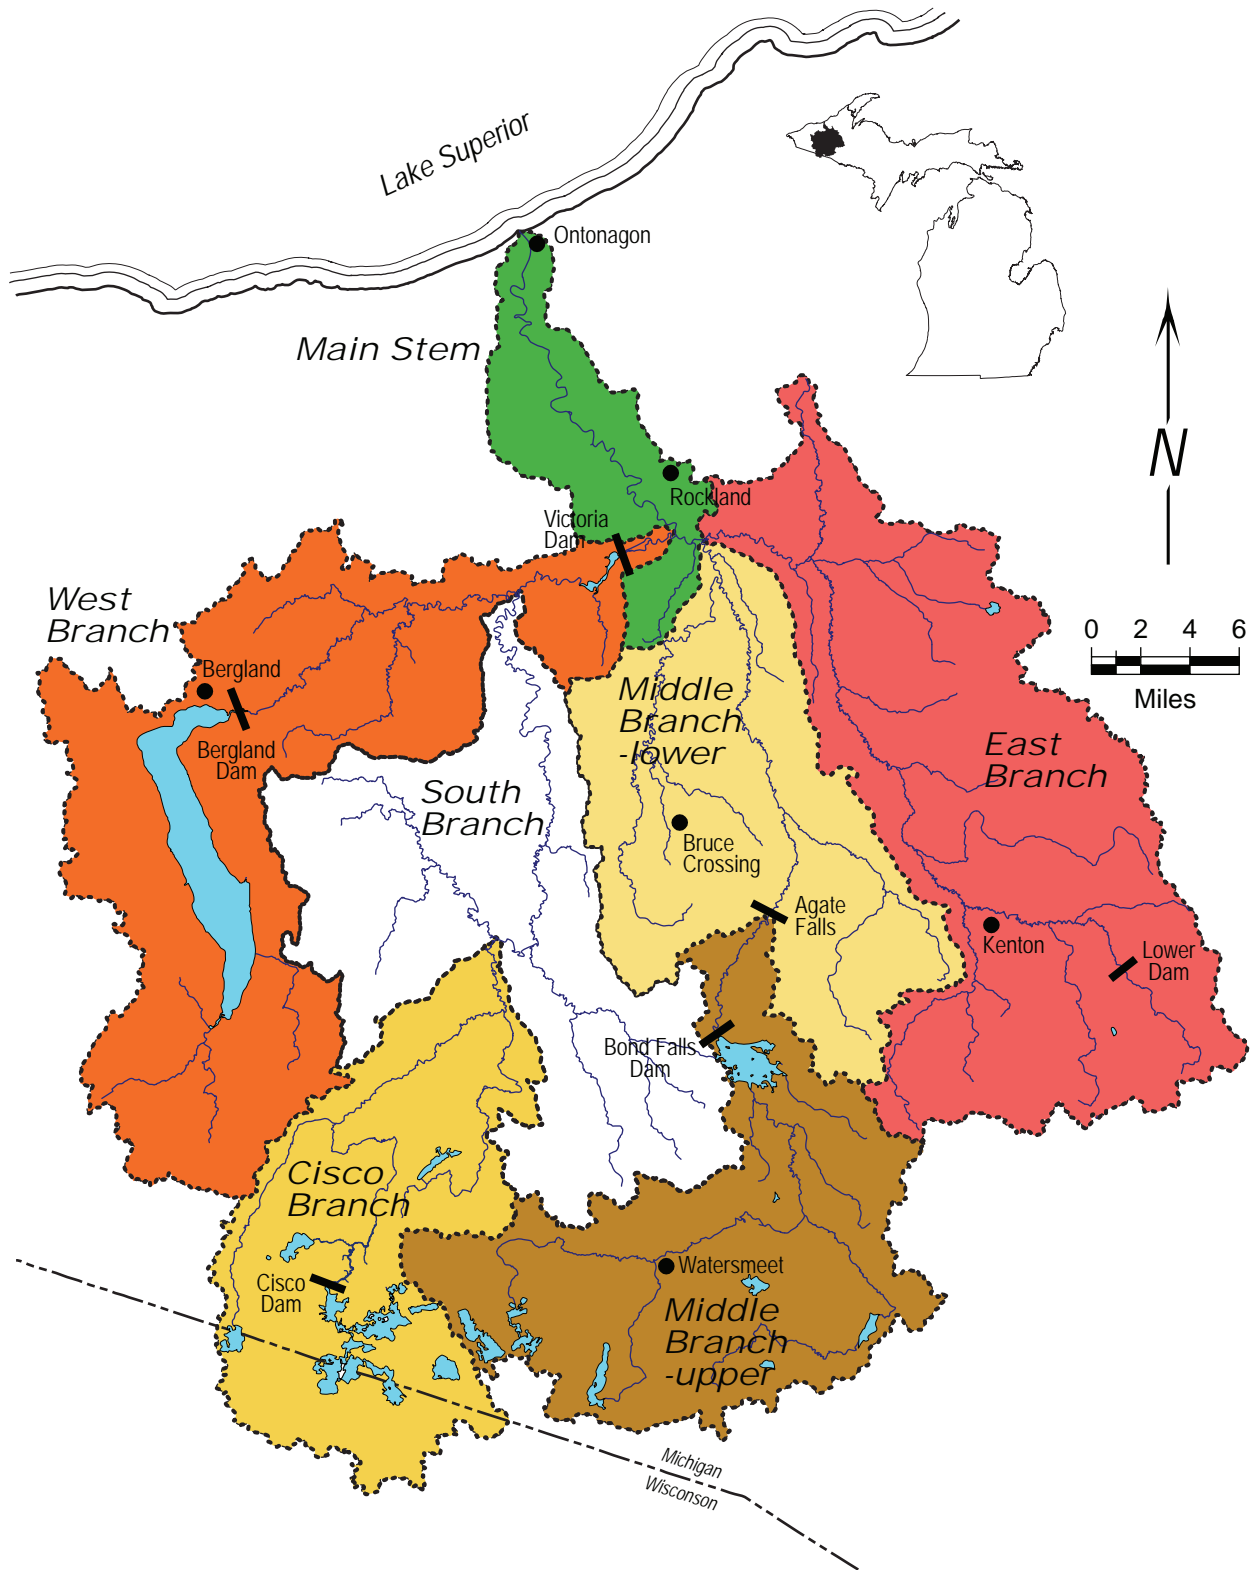 Lake Superior
Ontonagon
Main Stem
N
Rockland
Victoria
Dam
West
Branch
0 2 4 6
Miles
Bergland
Bergland
Dam
Middle
Branch
-lower
East
Branch
South
Branch
Bruce
Crossing
Agate
Falls
Kenton
Lower
Dam
Bond Falls
Dam
Cisco
Branch
Cisco
Dam
Watersmeet
Middle
Branch
-upper
Michigan
Wisconson